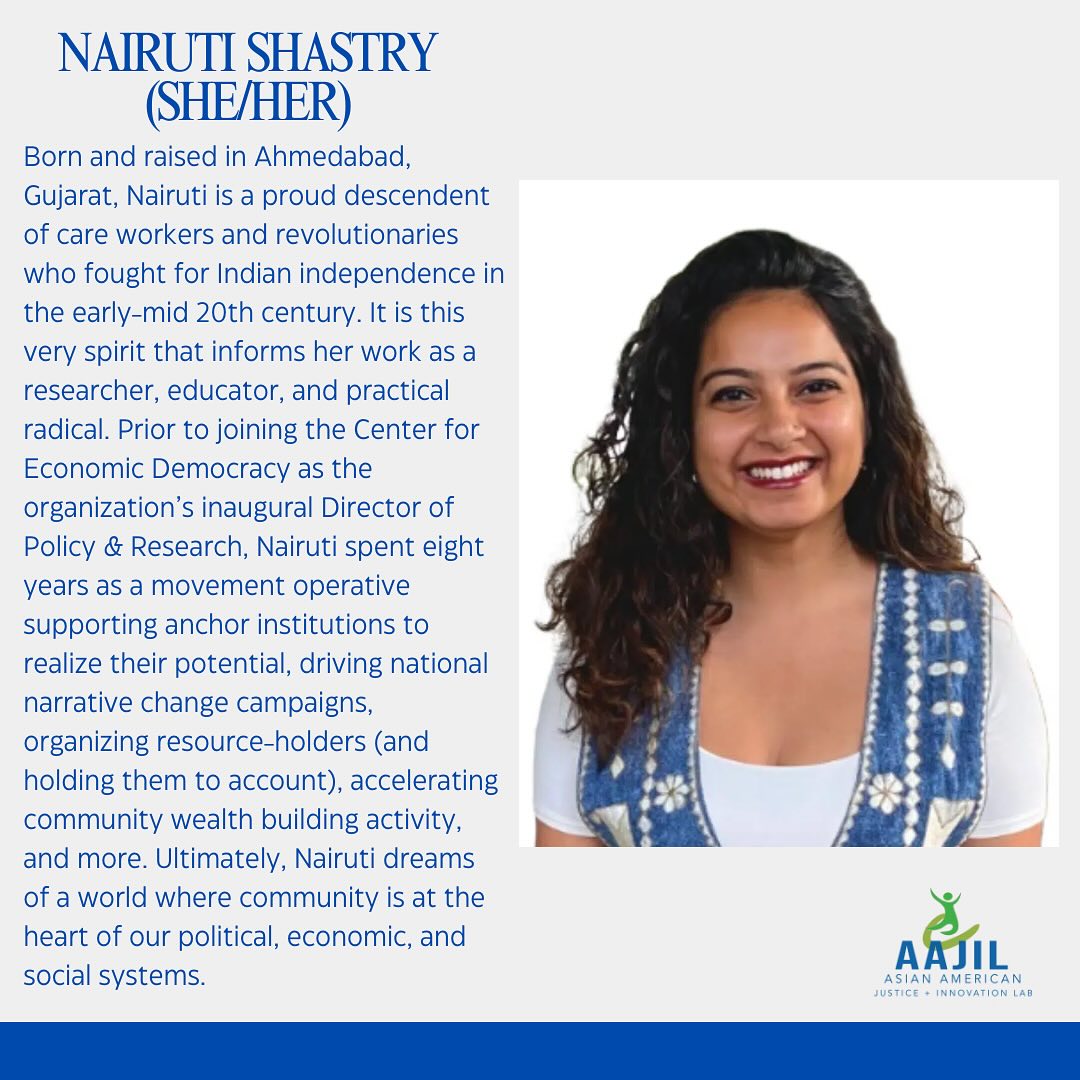 NAIRUTI SHASTRY
(SHE/HER)
Born and raised in Ahmedabad,
Gujarat, Nairuti is a proud descendent
of care workers and revolutionaries
who fought for Indian independence in
the early-mid 20th century. It is this
very spirit that informs her work as a
researcher, educator, and practical
radical. Prior to joining the Center for
Economic Democracy as the
organization's inaugural Director of
Policy & Research, Nairuti spent eight
years as a movement operative
supporting anchor institutions to
realize their potential, driving national
narrative change campaigns,
organizing resource-holders (and
holding them to account), accelerating
community wealth building activity,
and more. Ultimately, Nairuti dreams
of a world where community is at the
heart of our political, economic, and
social systems.
AAJIL
ASIAN AMERICAN
JUSTICE + INNOVATION LAB